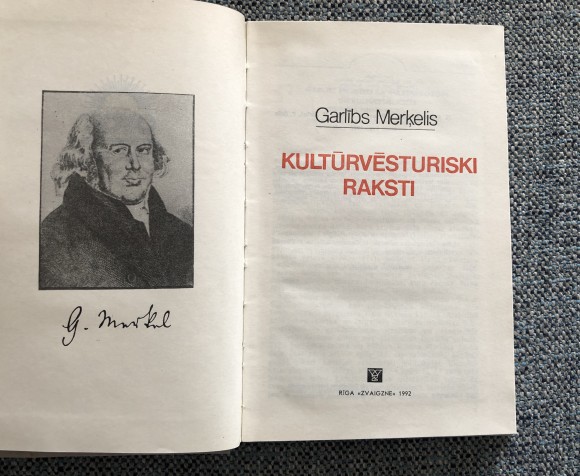 G. Merkel
Garlībs Merķelis
KULTŪRVĒSTURISKI
RAKSTI
RĪGA «ZVAIGZNE» 1992